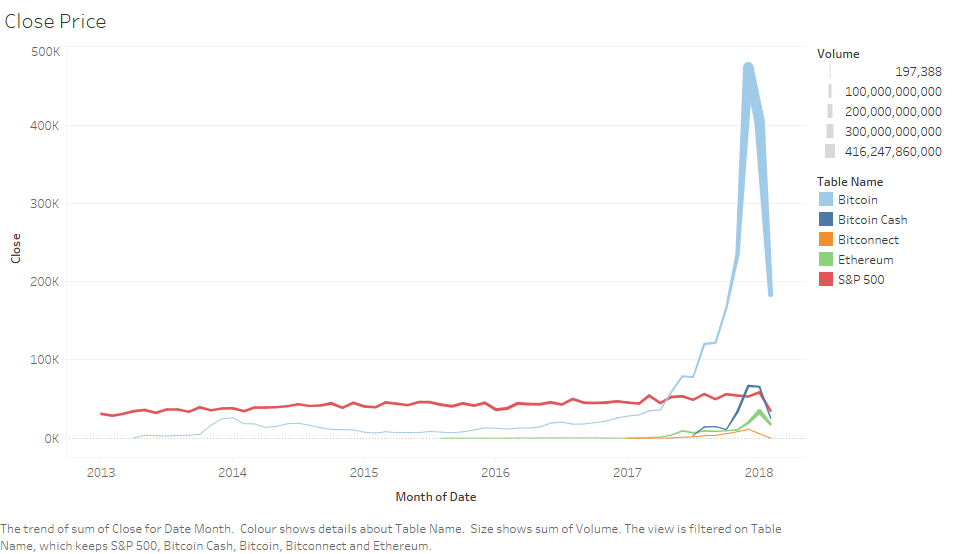 Close Price
500K
400K
300K
200K
100K
0K
Close
2013 2014 2015 2016 2017 2018
Month of Date
Volume
197,388
100,000,000,000
200,000,000,000
300,000,000,000
416,247,860,000
Table Name
Bitcoin
Bitcoin Cash
Bitconnect
Ethereum
S&P 500
The trend of sum of Close for Date Month.  Colour shows details about Table Name.  Size shows sum of Volume. The view is filtered on Table
Name, which keeps S&P 500, Bitcoin Cash, Bitcoin, Bitconnect and Ethereum.